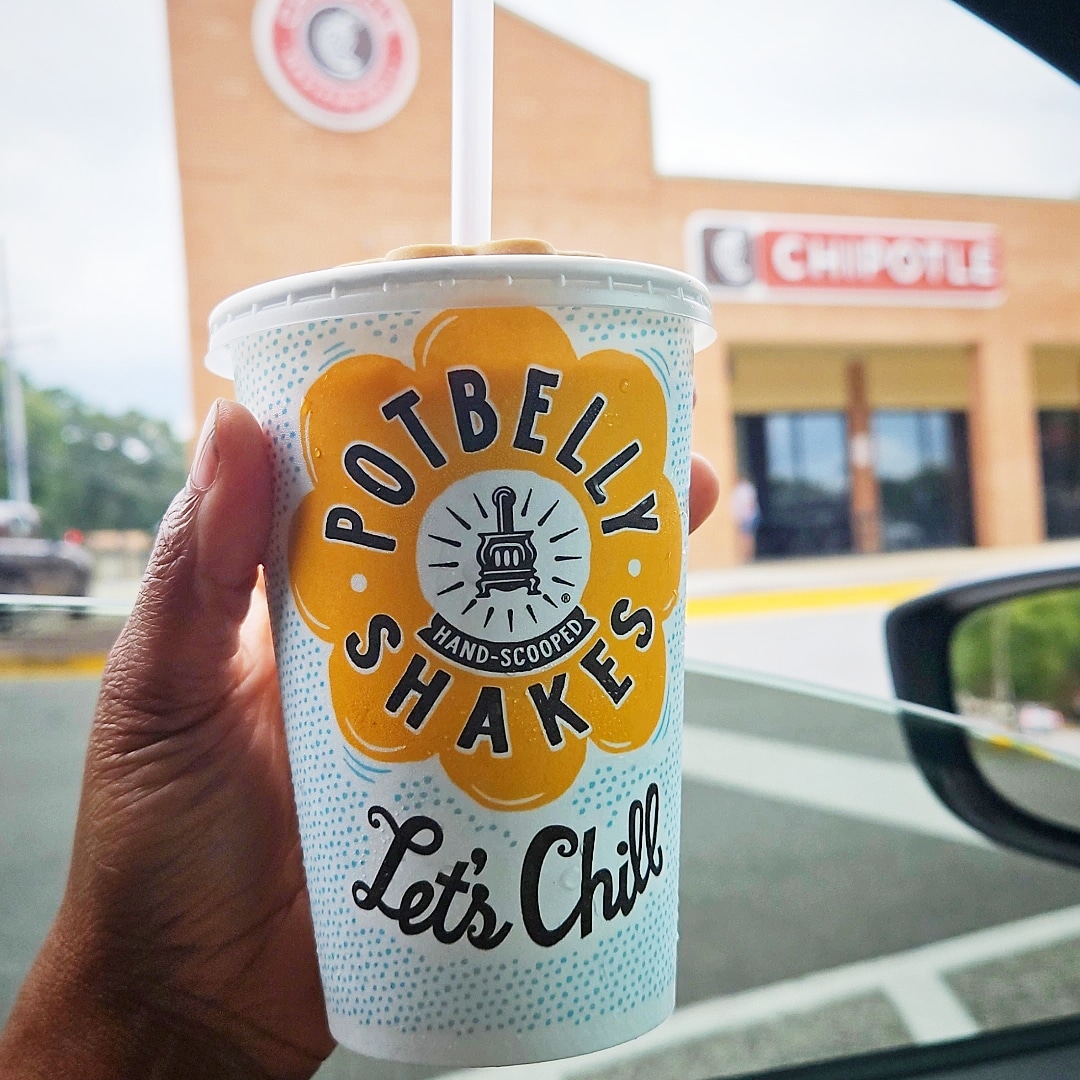 CHIPOTLE
POTBELLY
HAND-SCOOPED
®
SHAKES
Let's Chill